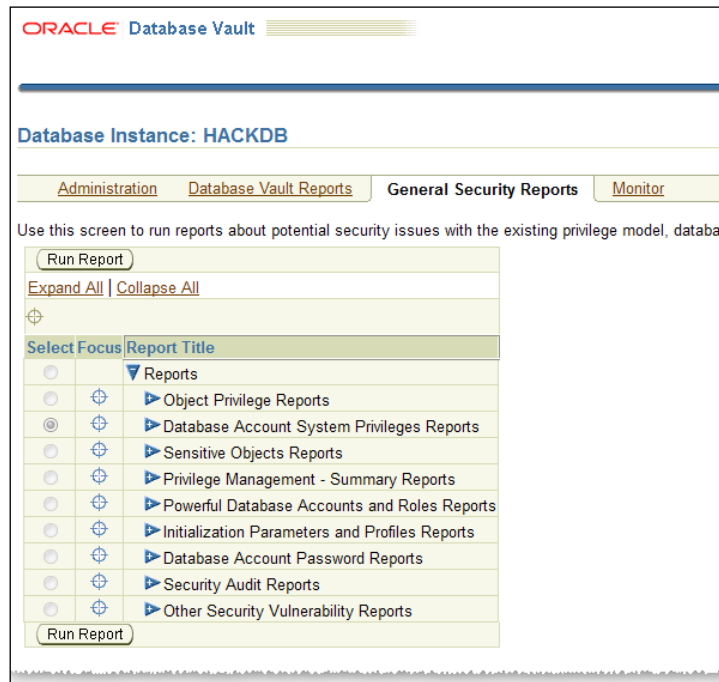 ORACLE Database Vault
Database Instance: HACKDB
Administration Database Vault Reports General Security Reports Monitor
Use this screen to run reports about potential security issues with the existing privilege model, databa
Run Report
Expand All | Collapse All
Select Focus Report Title
Reports
Object Privilege Reports
Database Account System Privileges Reports
Sensitive Objects Reports
Privilege Management - Summary Reports
Powerful Database Accounts and Roles Reports
Initialization Parameters and Profiles Reports
Database Account Password Reports
Security Audit Reports
Other Security Vulnerability Reports
Run Report